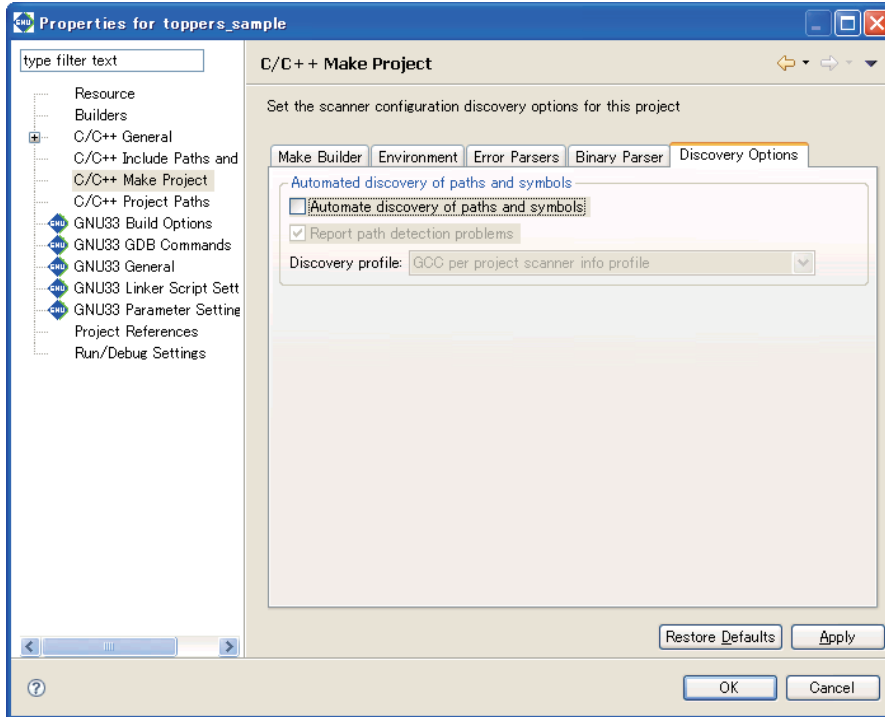 Properties for toppers_sample
type filter text
Resource
Builders
C/C++ General
C/C++ Include Paths and
C/C++ Make Project
C/C++ Project Paths
GNU33 Build Options
GNU33 GDB Commands
GNU33 General
GNU33 Linker Script Sett
GNU33 Parameter Setting
Project References
Run/Debug Settings
C/C++ Make Project
Set the scanner configuration discovery options for this project
Make Builder Environment Error Parsers Binary Parser Discovery Options
Automated discovery of paths and symbols
Automate discovery of paths and symbols
Report path detection problems
Discovery profile: GCC per project scanner info profile
Restore Defaults Apply
OK Cancel